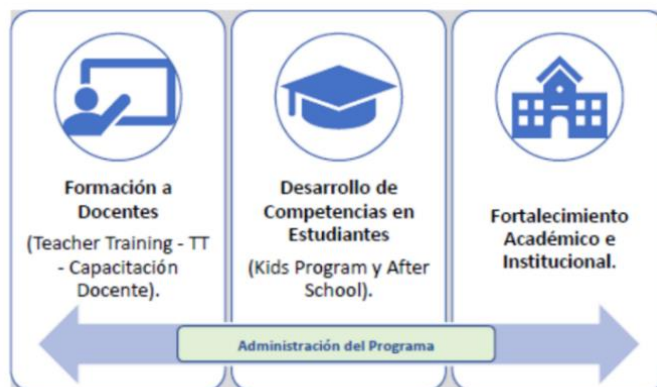 Formación a
Docentes
(Teacher Training - TT
- Capacitación
Docente).
Desarrollo de
Competencias en
Estudiantes
(Kids Program y After
School).
Fortalecimiento
Académico e
Institucional.
Administración del Programa